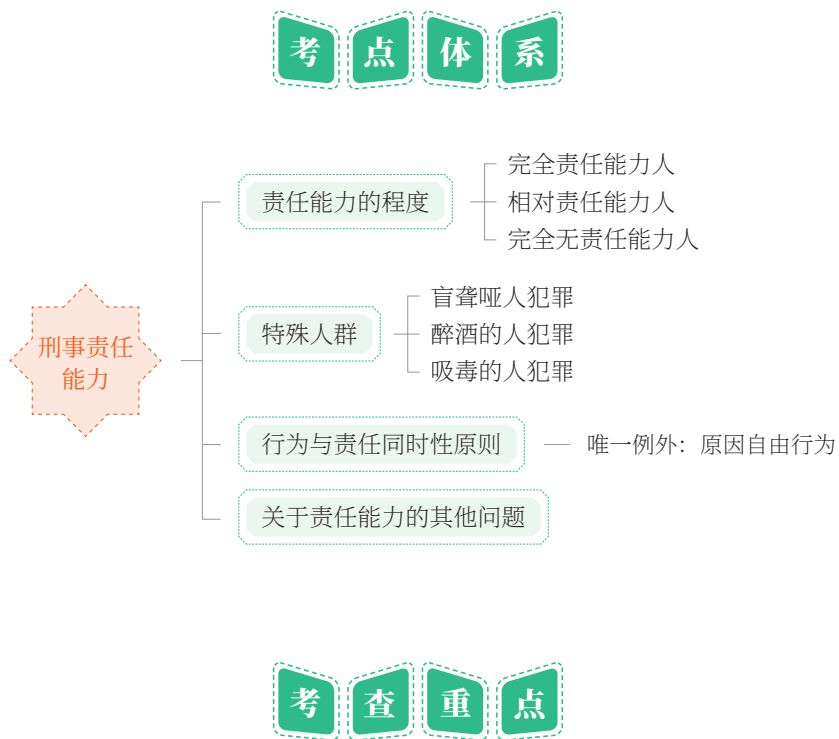 考点体系
刑事责任
能力
责任能力的程度
完全责任能力人
相对责任能力人
完全无责任能力人
特殊人群
盲聋哑人犯罪
醉酒的人犯罪
吸毒的人犯罪
行为与责任同时性原则
唯一例外：原因自由行为
关于责任能力的其他问题
考查重点